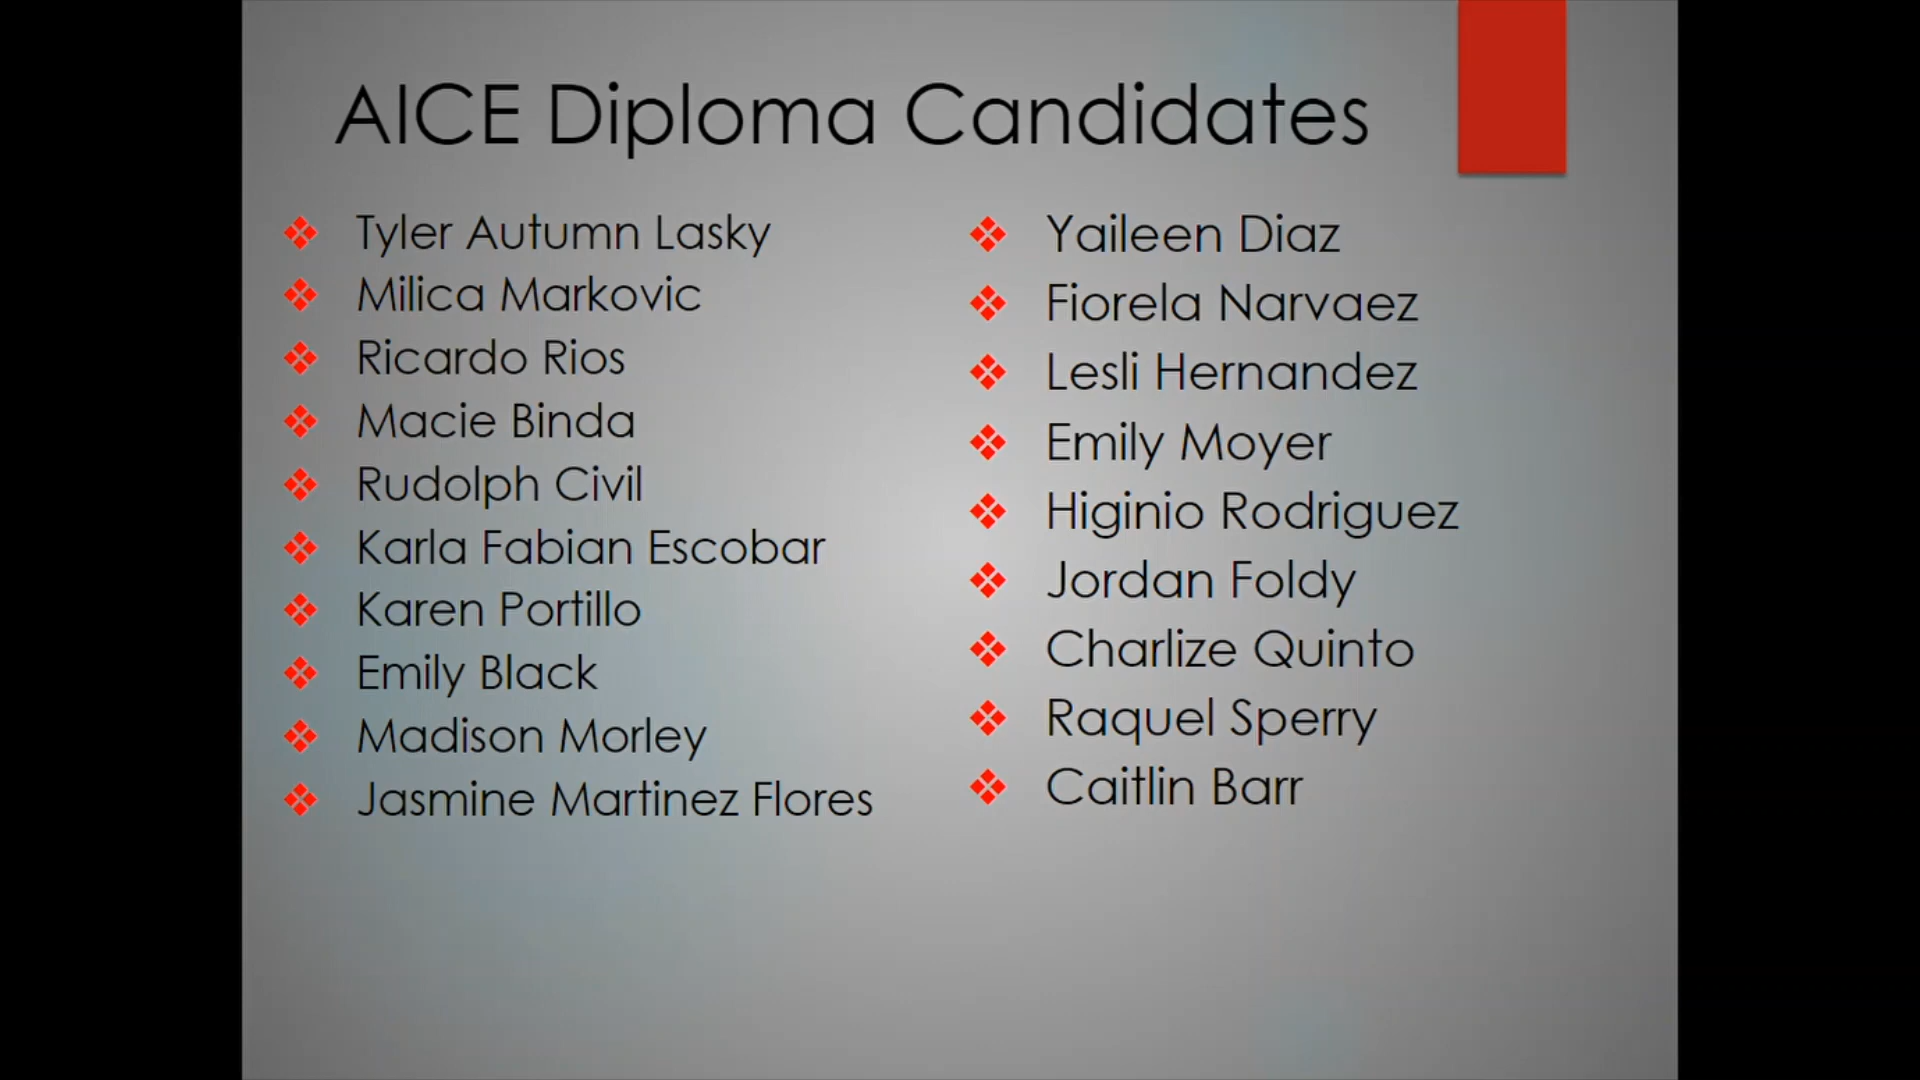 AICE Diploma Candidates
Tyler Autumn Lasky
Milica Markovic
Ricardo Rios
Macie Binda
Rudolph Civil
Karla Fabian Escobar
Karen Portillo
Emily Black
Madison Morley
Jasmine Martinez Flores
Yaileen Diaz
Fiorela Narvaez
Lesli Hernandez
Emily Moyer
Higinio Rodriguez
Jordan Foldy
Charlize Quinto
Raquel Sperry
Caitlin Barr